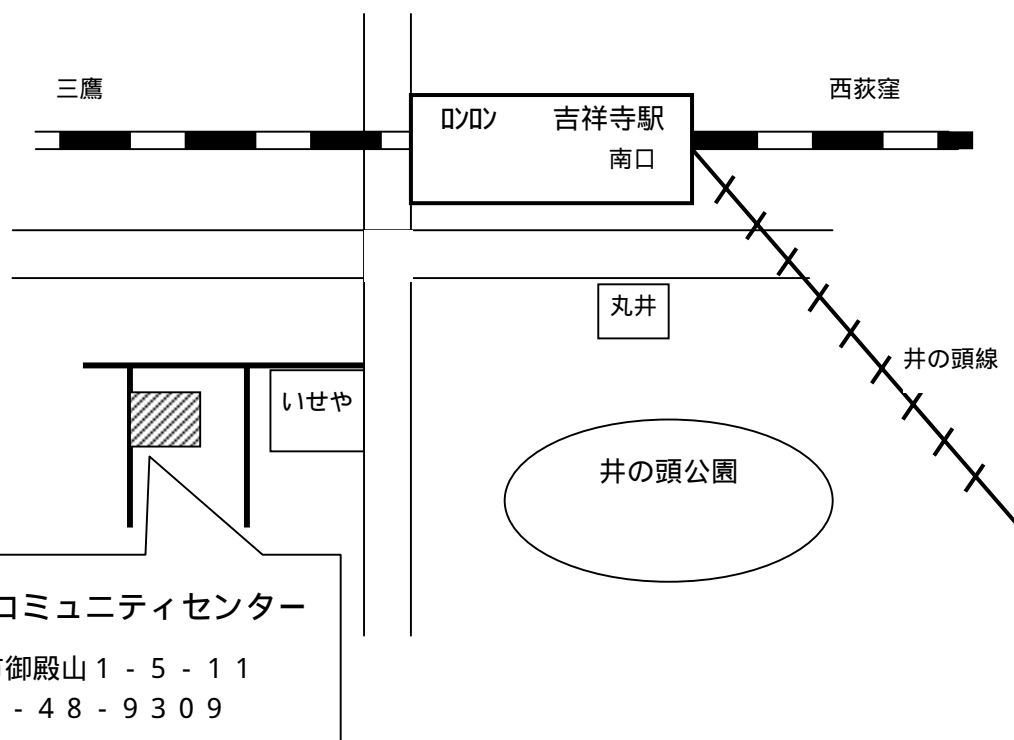 三鷹
西荻窪
ﾛﾝﾛﾝ 吉祥寺駅
南口
丸井
井の頭線
いせや
井の頭公園
コミュニティセンター
市御殿山１-５-１１
-４８-９３０９